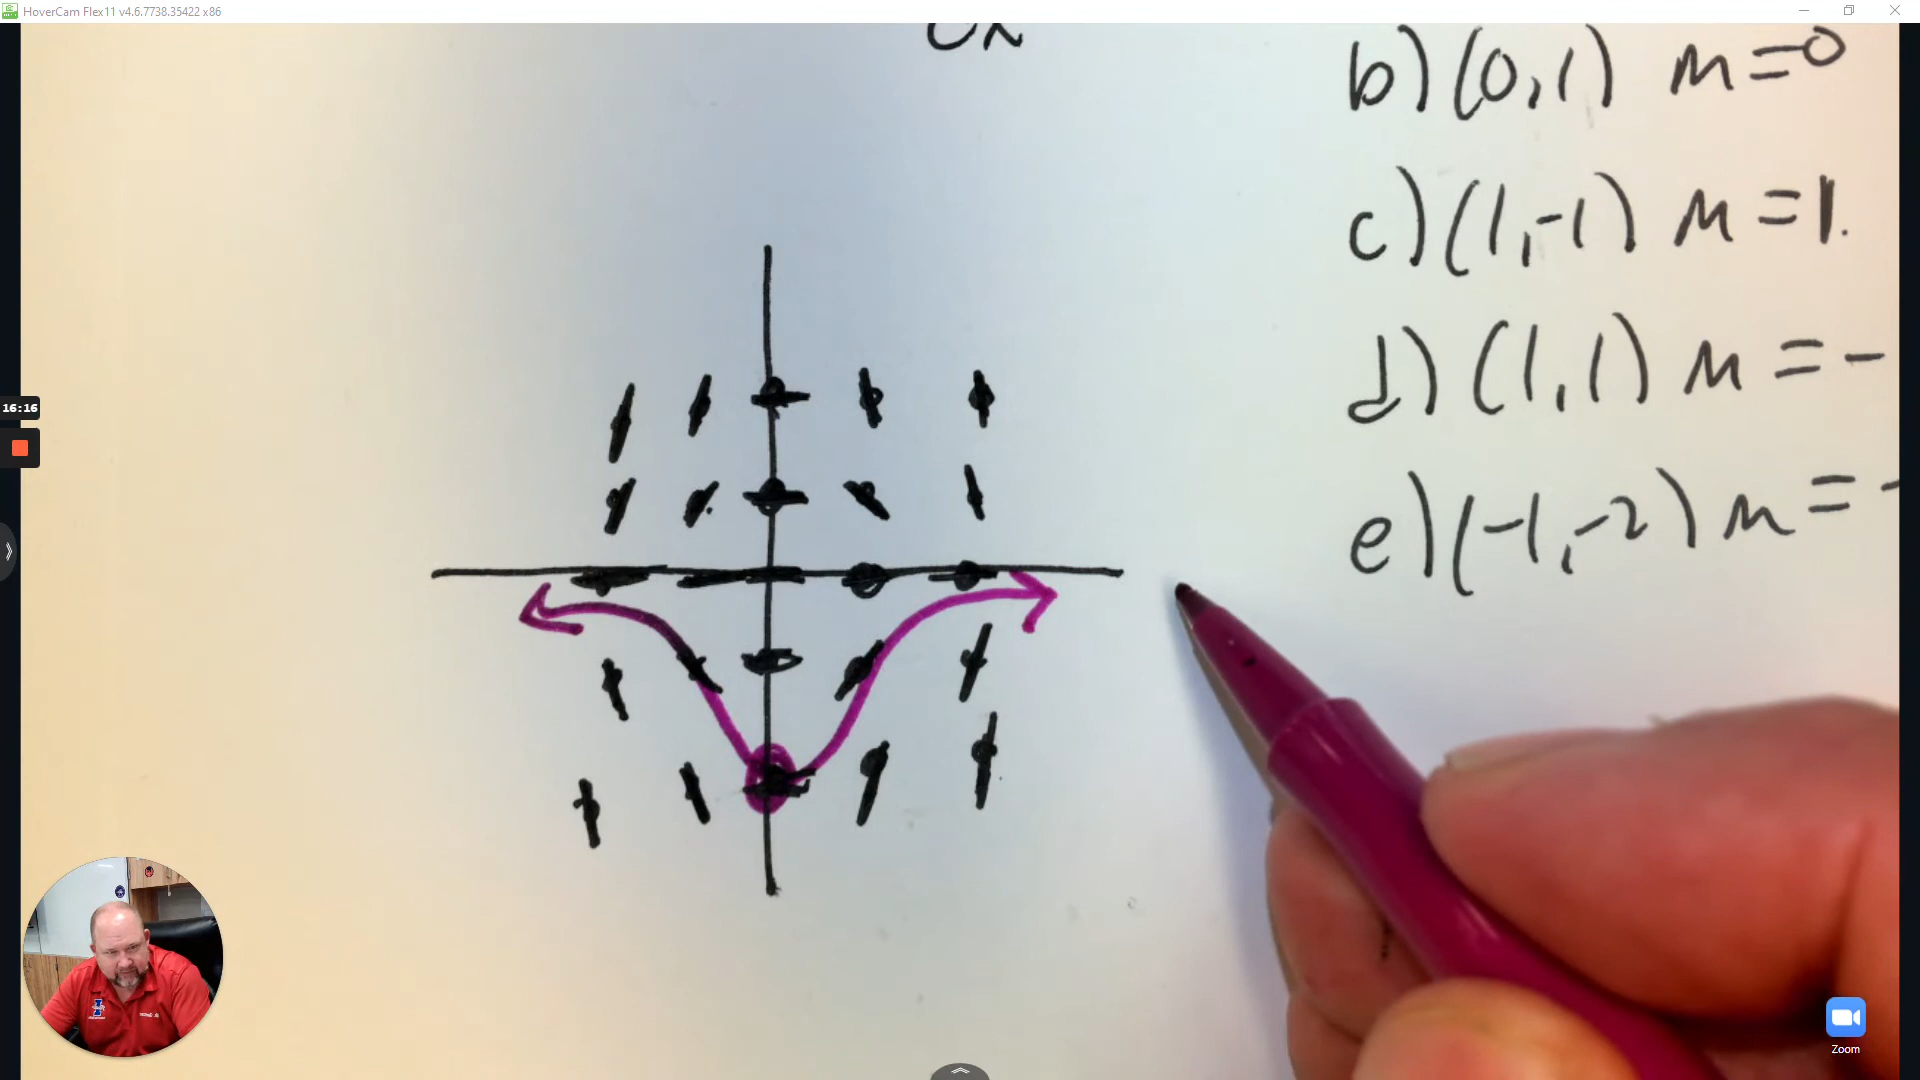 HoverCam Flex11 v4.6.7738.35422 x86
b) (0,1) m=0
c) (1,-1) m=1.
d) (1,1) m=-
e) (-1,-2) m=-
16:16
Zoom